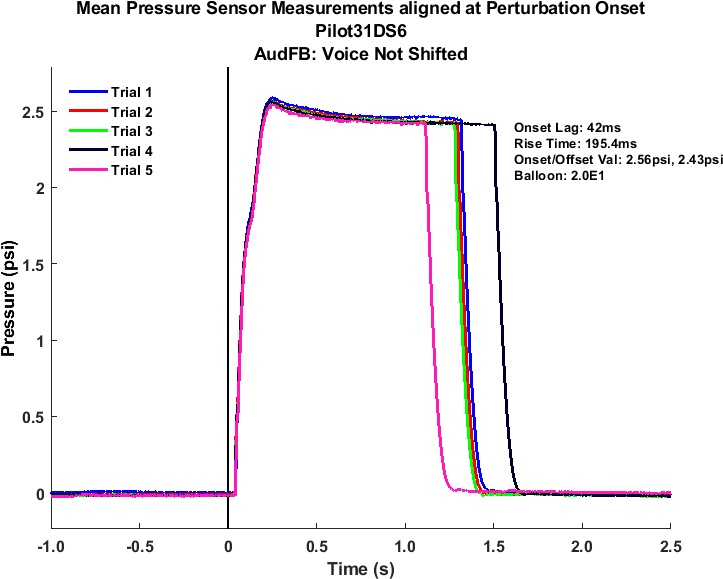 Mean Pressure Sensor Measurements aligned at Perturbation Onset
Pilot31DS6
AudFB: Voice Not Shifted
Trial 1
Trial 2
Trial 3
Trial 4
Trial 5
Onset Lag: 42ms
Rise Time: 195.4ms
Onset/Offset Val: 2.56psi, 2.43psi
Balloon: 2.0E1
Pressure (psi)
2.5
2
1.5
1
0.5
0
-1.0 -0.5 0 0.5 1.0 1.5 2.0 2.5
Time (s)